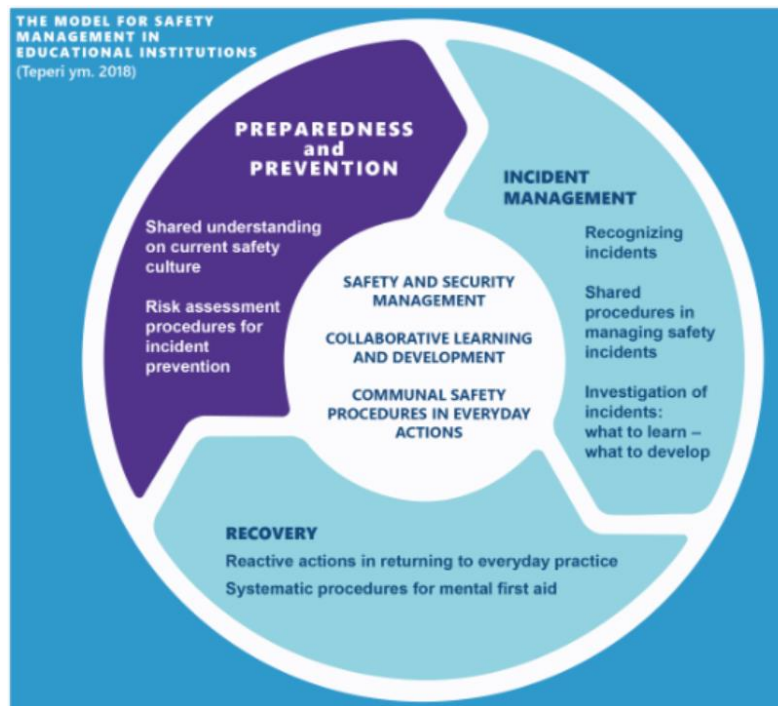 THE MODEL FOR SAFETY
MANAGEMENT IN
EDUCATIONAL INSTITUTIONS
(Teperi ym. 2018)
PREPAREDNESS
and
PREVENTION
Shared understanding
on current safety
culture
Risk assessment
procedures for
incident
prevention
INCIDENT
MANAGEMENT
Recognizing
incidents
Shared
procedures in
managing safety
incidents
Investigation of
incidents:
what to learn –
what to develop
SAFETY AND SECURITY
MANAGEMENT
COLLABORATIVE LEARNING
AND DEVELOPMENT
COMMUNAL SAFETY
PROCEDURES IN EVERYDAY
ACTIONS
RECOVERY
Reactive actions in returning to everyday practice
Systematic procedures for mental first aid